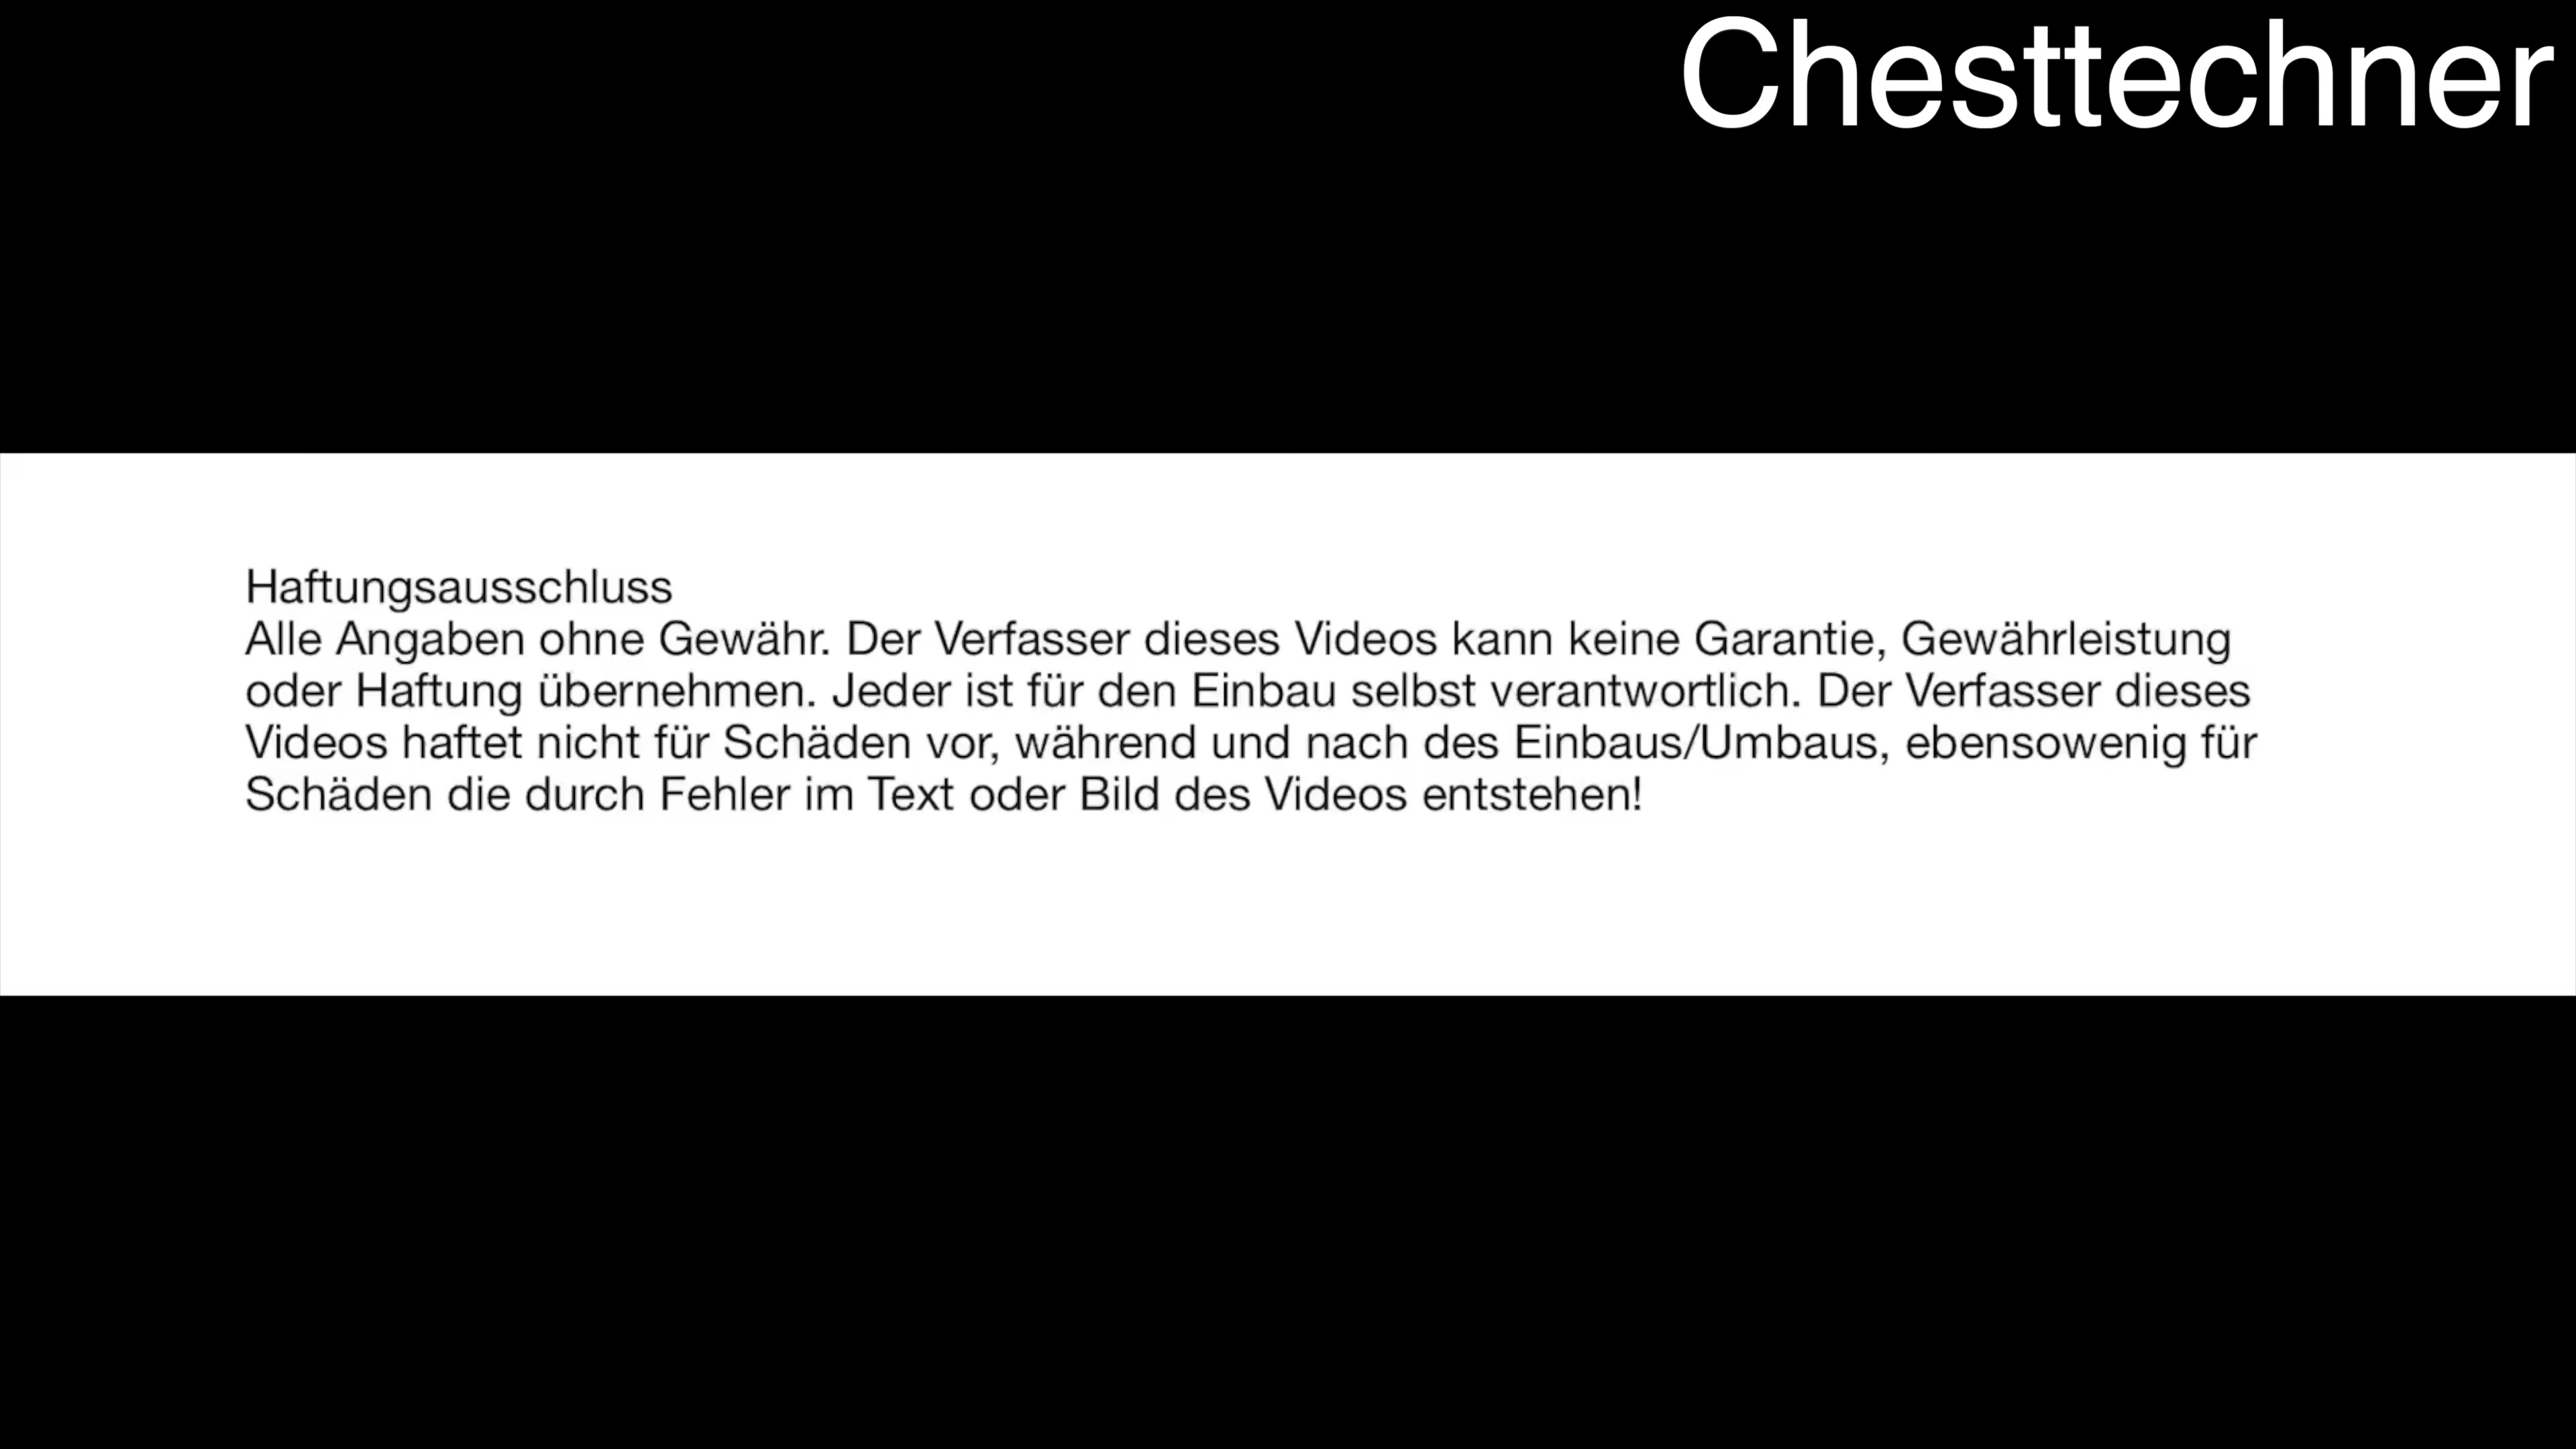 Chesttechner
Haftungsausschluss
Alle Angaben ohne Gewähr. Der Verfasser dieses Videos kann keine Garantie, Gewährleistung
oder Haftung übernehmen. Jeder ist für den Einbau selbst verantwortlich. Der Verfasser dieses
Videos haftet nicht für Schäden vor, während und nach des Einbaus/Umbaus, ebensowenig für
Schäden die durch Fehler im Text oder Bild des Videos entstehen!